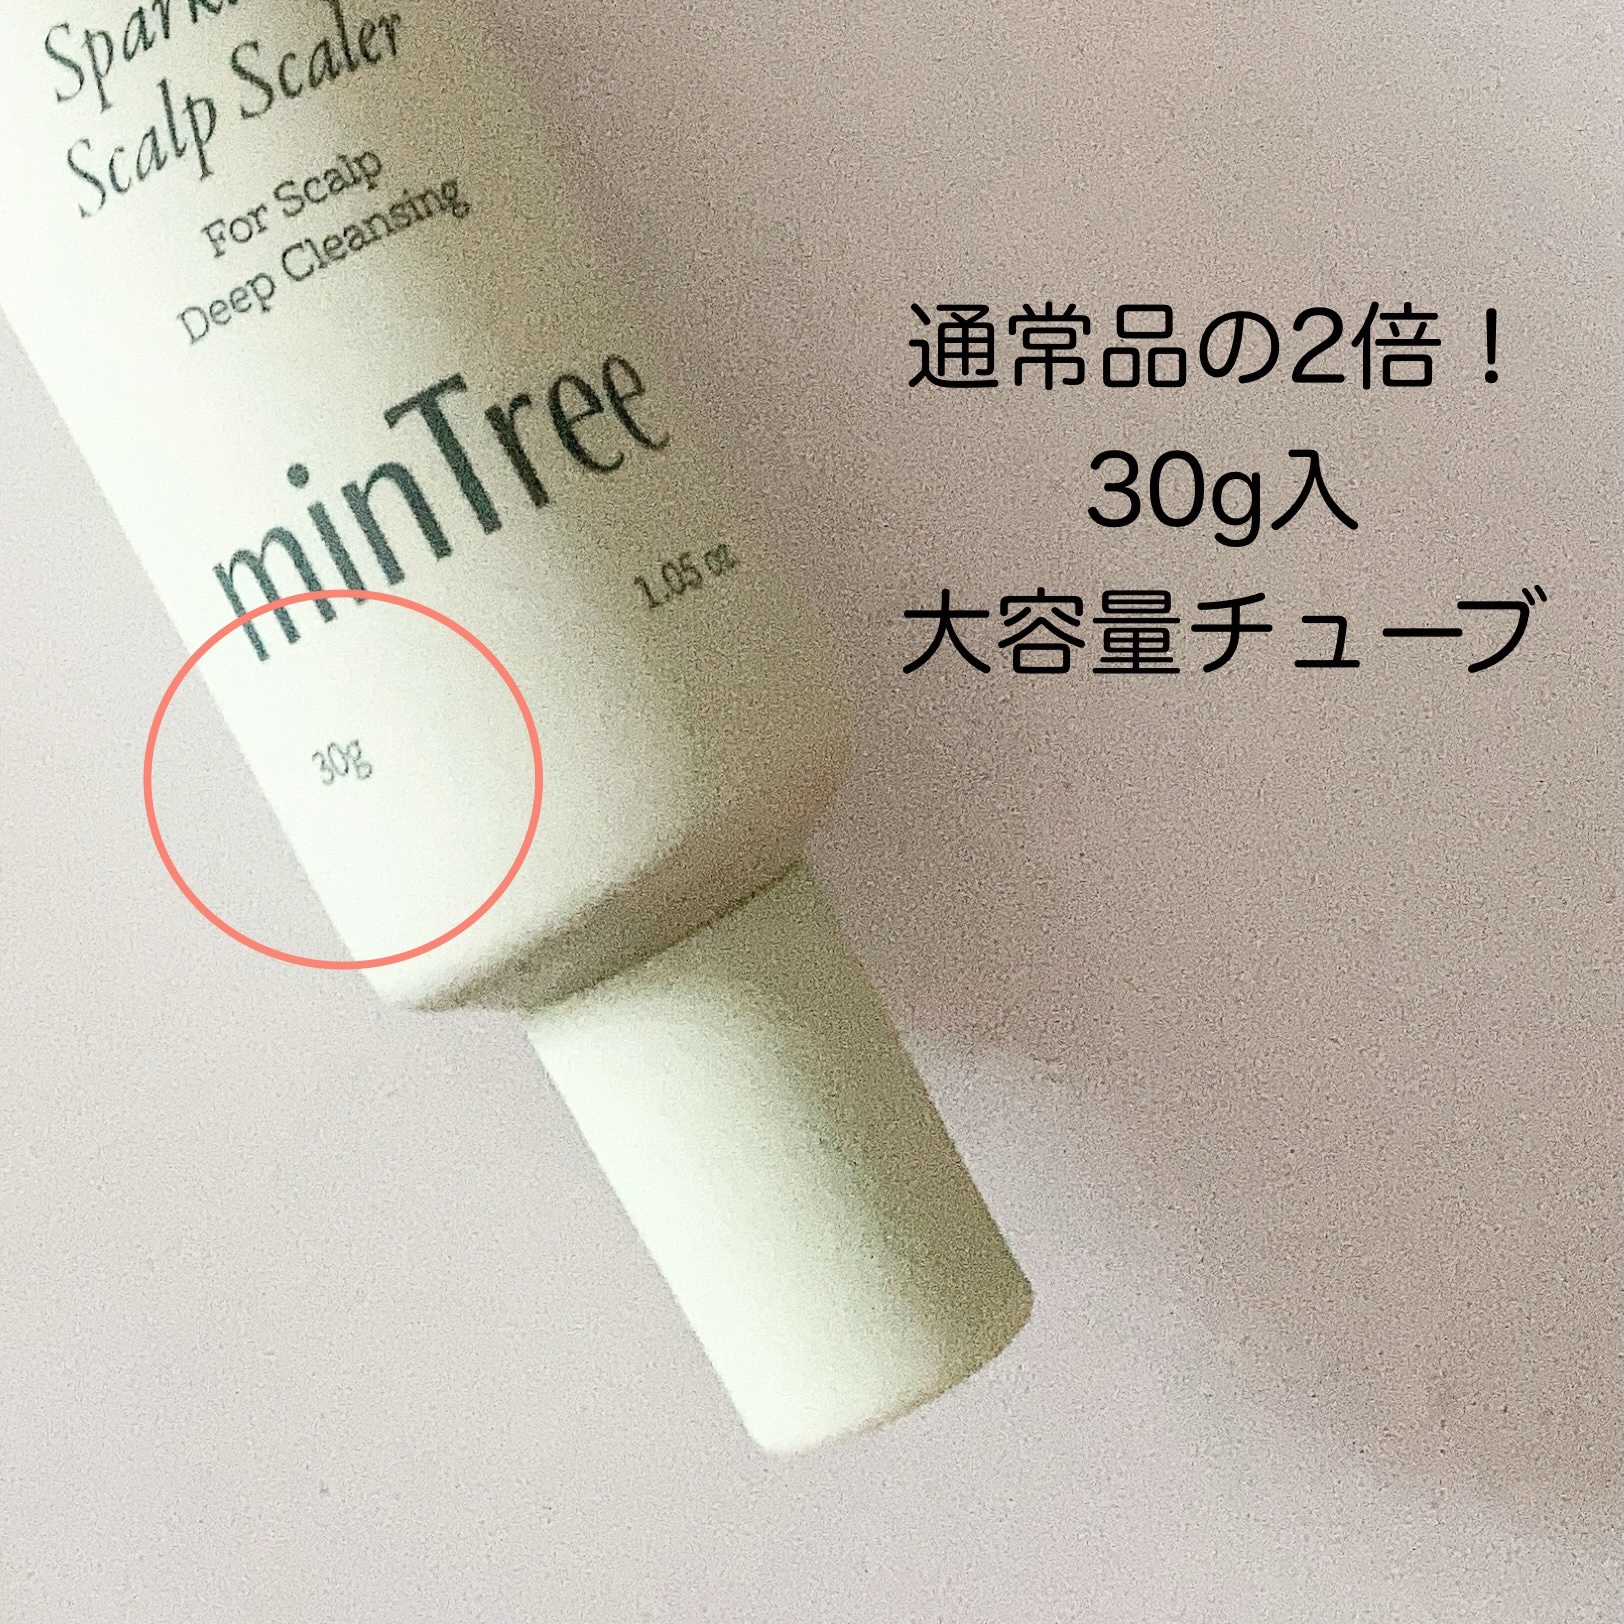 Scalp Scaler
For Scalp
Deep Cleansing
minTree
1.05 oz
30g
通常品の2倍！
30g入
大容量チューブ